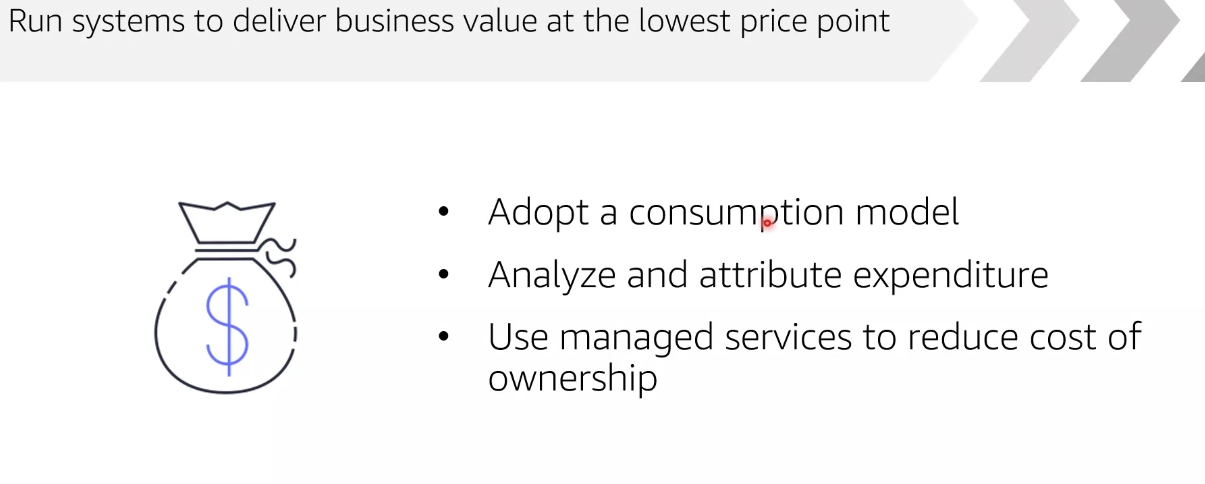 Run systems to deliver business value at the lowest price point
$
• Adopt a consumption model
• Analyze and attribute expenditure
• Use managed services to reduce cost of
ownership